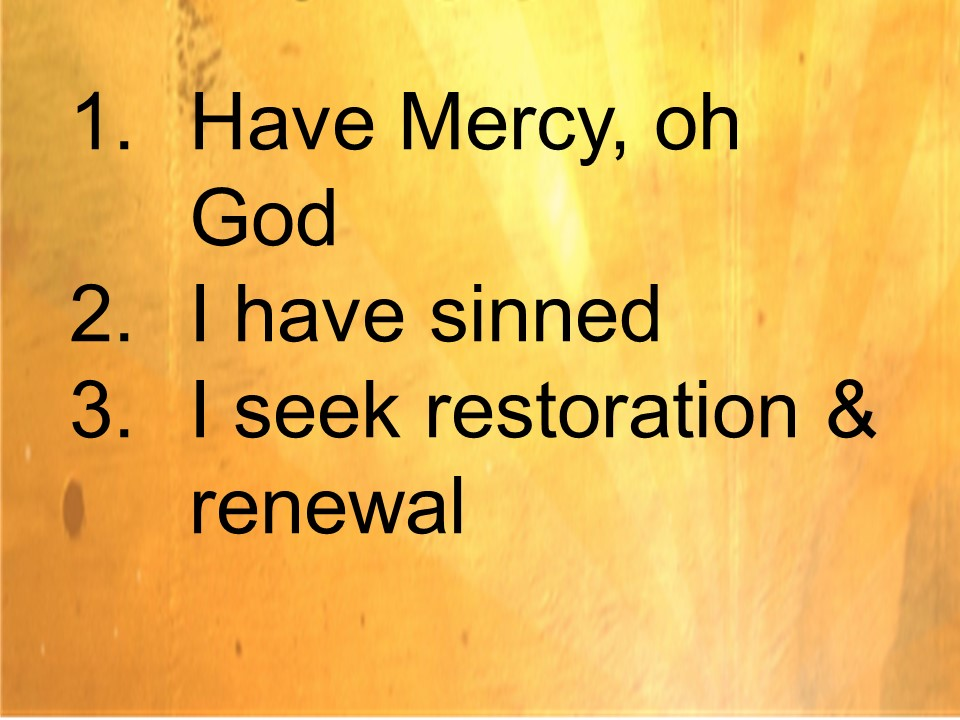 1. Have Mercy, oh
God
2. I have sinned
3. I seek restoration &
renewal